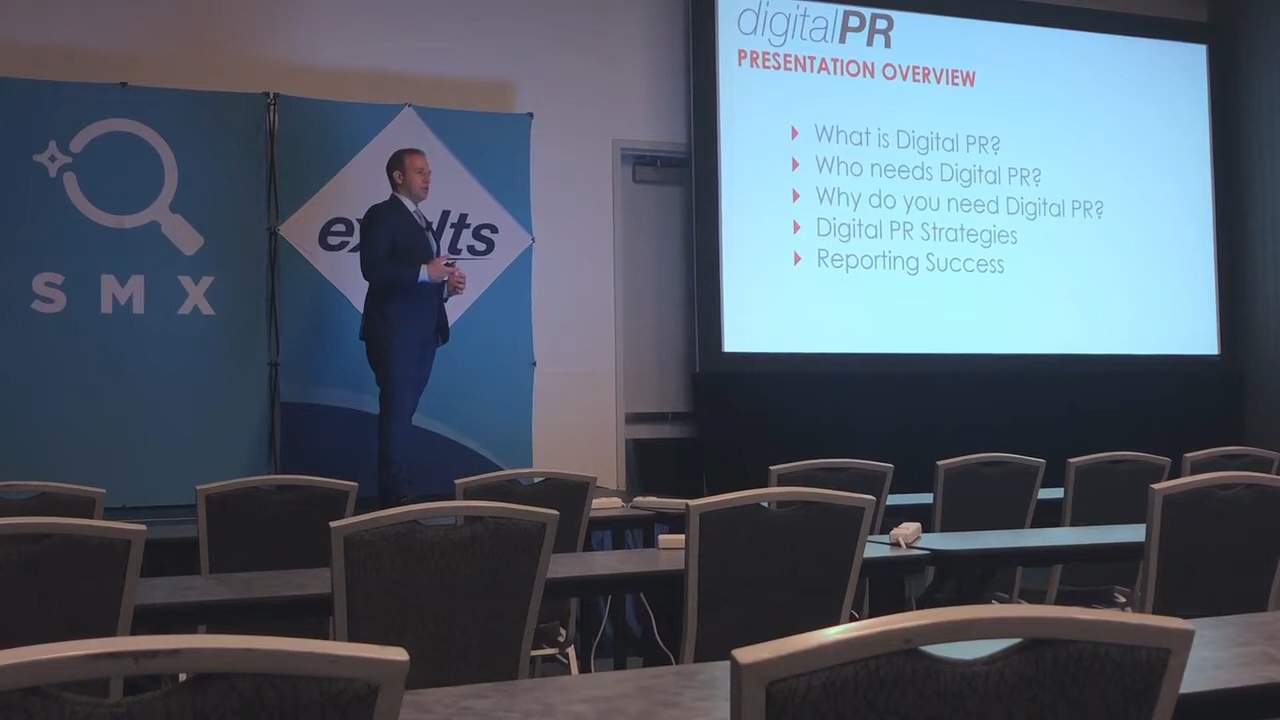 digitalPR
PRESENTATION OVERVIEW
What is Digital PR?
Who needs Digital PR?
Why do you need Digital PR?
Digital PR Strategies
Reporting Success
SMX